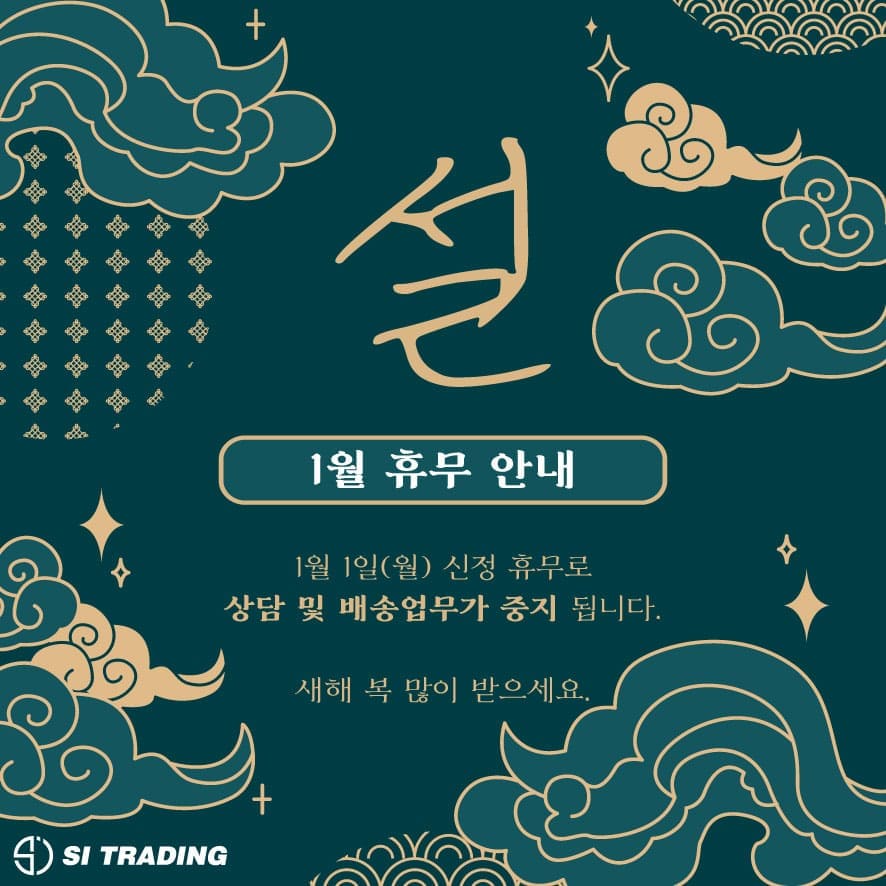 설
1월 휴무 안내
1월 1일(월) 신정 휴무로
상담 및 배송업무가 중지 됩니다.
새해 복 많이 받으세요.
SI TRADING